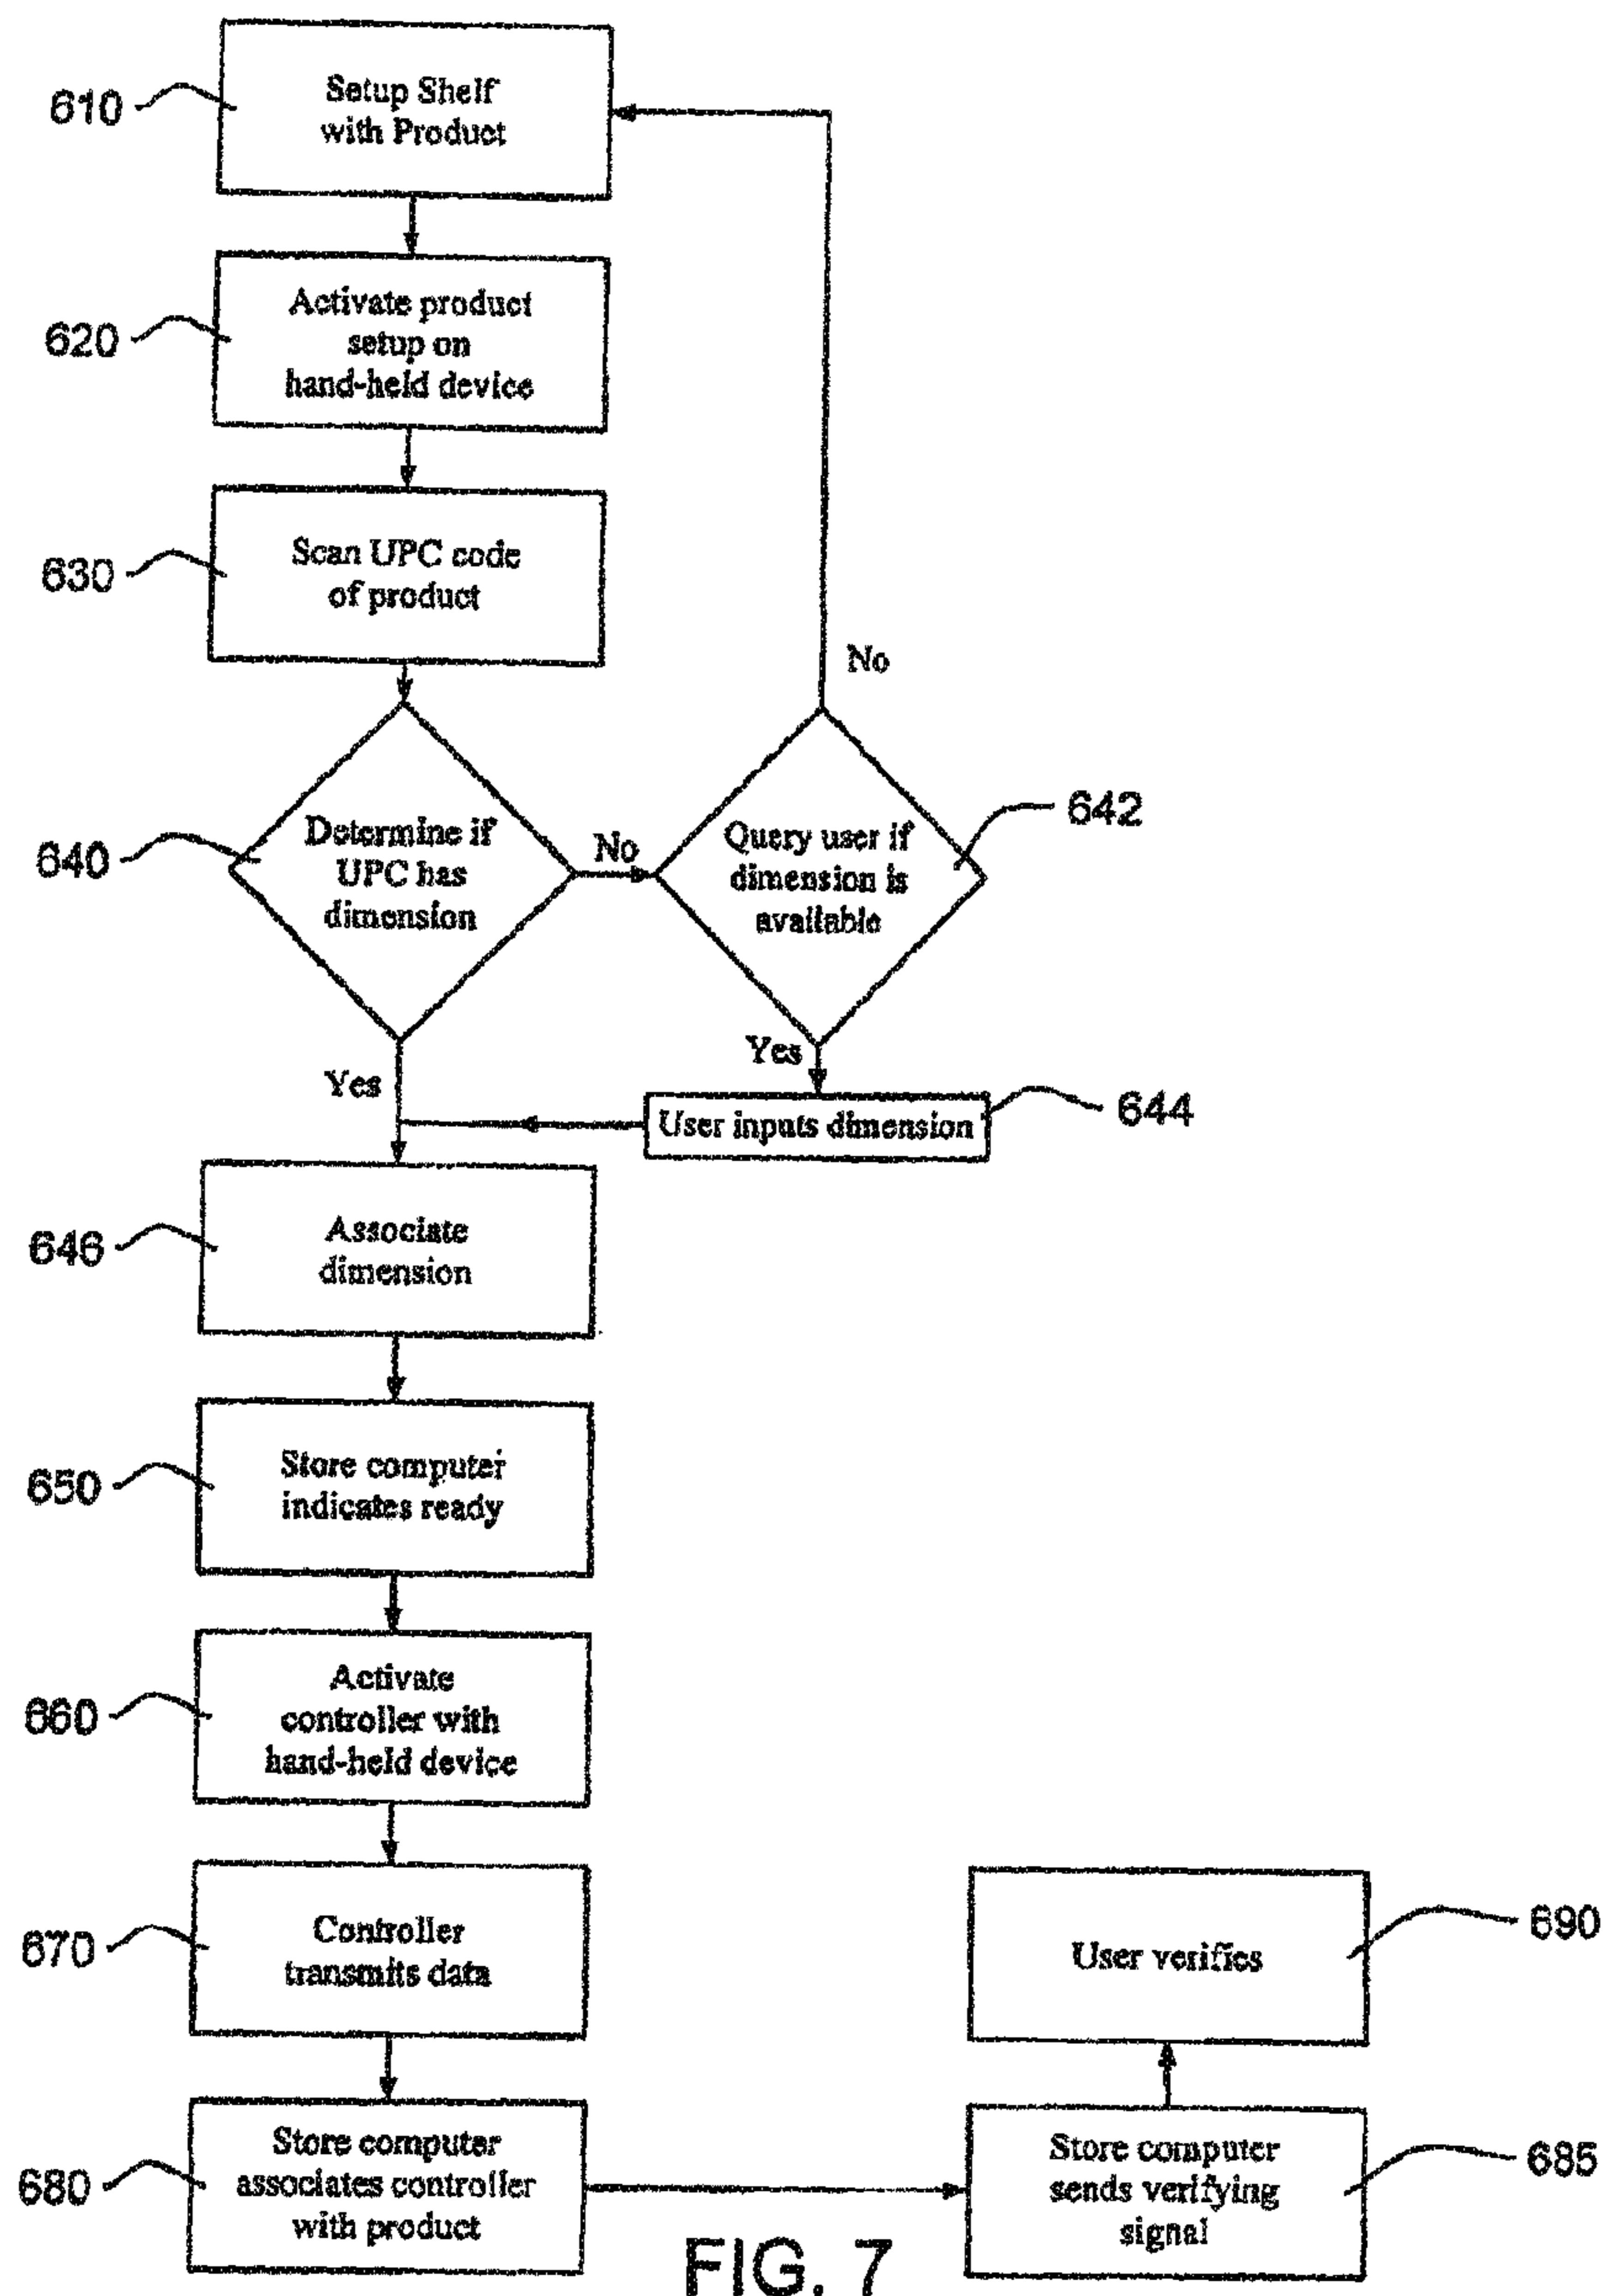 610
Setup Shelf
with Product
620
Activate product
setup on
hand-held device
630
Scan UPC code
of product
No
640
Determine if
UPC has
dimension
No
Query user if
dimension is
available
642
Yes
Yes
User inputs dimension
644
646
Associate
dimension
650
Store computer
indicates ready
660
Activate
controller with
hand-held device
670
Controller
transmits data
User verifies
690
680
Store computer
associates controller
with product
Store computer
sends verifying
signal
685
FIG. 7